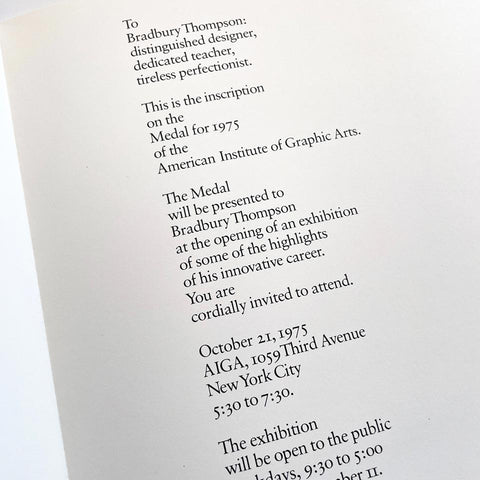 To
Bradbury Thompson:
distinguished designer,
dedicated teacher,
tireless perfectionist.
This is the inscription
on the
Medal for 1975
of the
American Institute of Graphic Arts.
The Medal
will be presented to
Bradbury Thompson
at the opening of an exhibition
of some of the highlights
of his innovative career.
You are
cordially invited to attend.
October 21, 1975
AIGA, 1059 Third Avenue
New York City
5:30 to 7:30.
The exhibition
will be open to the public
9:30 to 5:00
11.